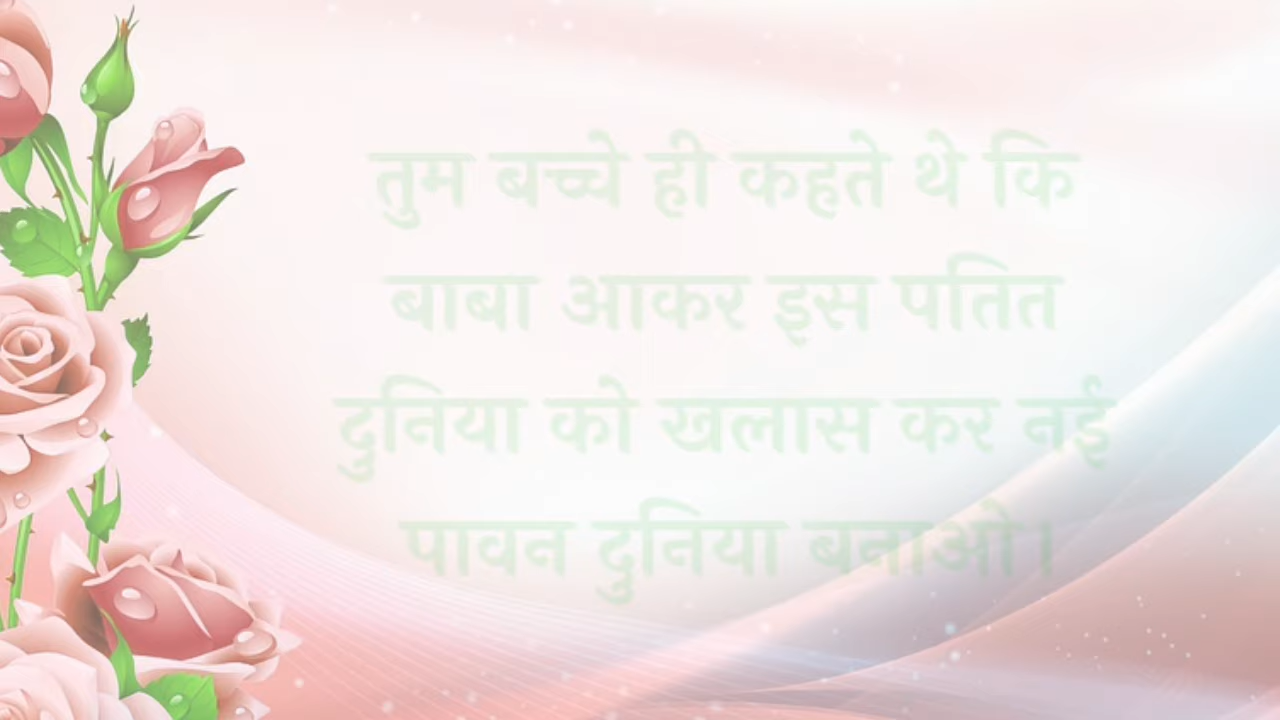 तुम बच्चे ही कहते थे कि
बाबा आकर इस पतित
दुनिया को खलास कर नई
पावन दुनिया बनाओ।